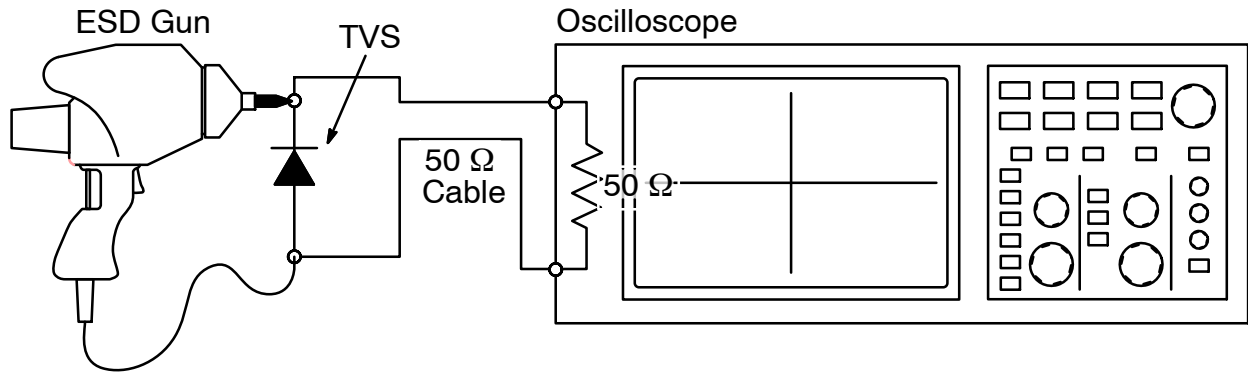 ESD Gun
TVS
Oscilloscope
50 Ω
Cable
50 Ω